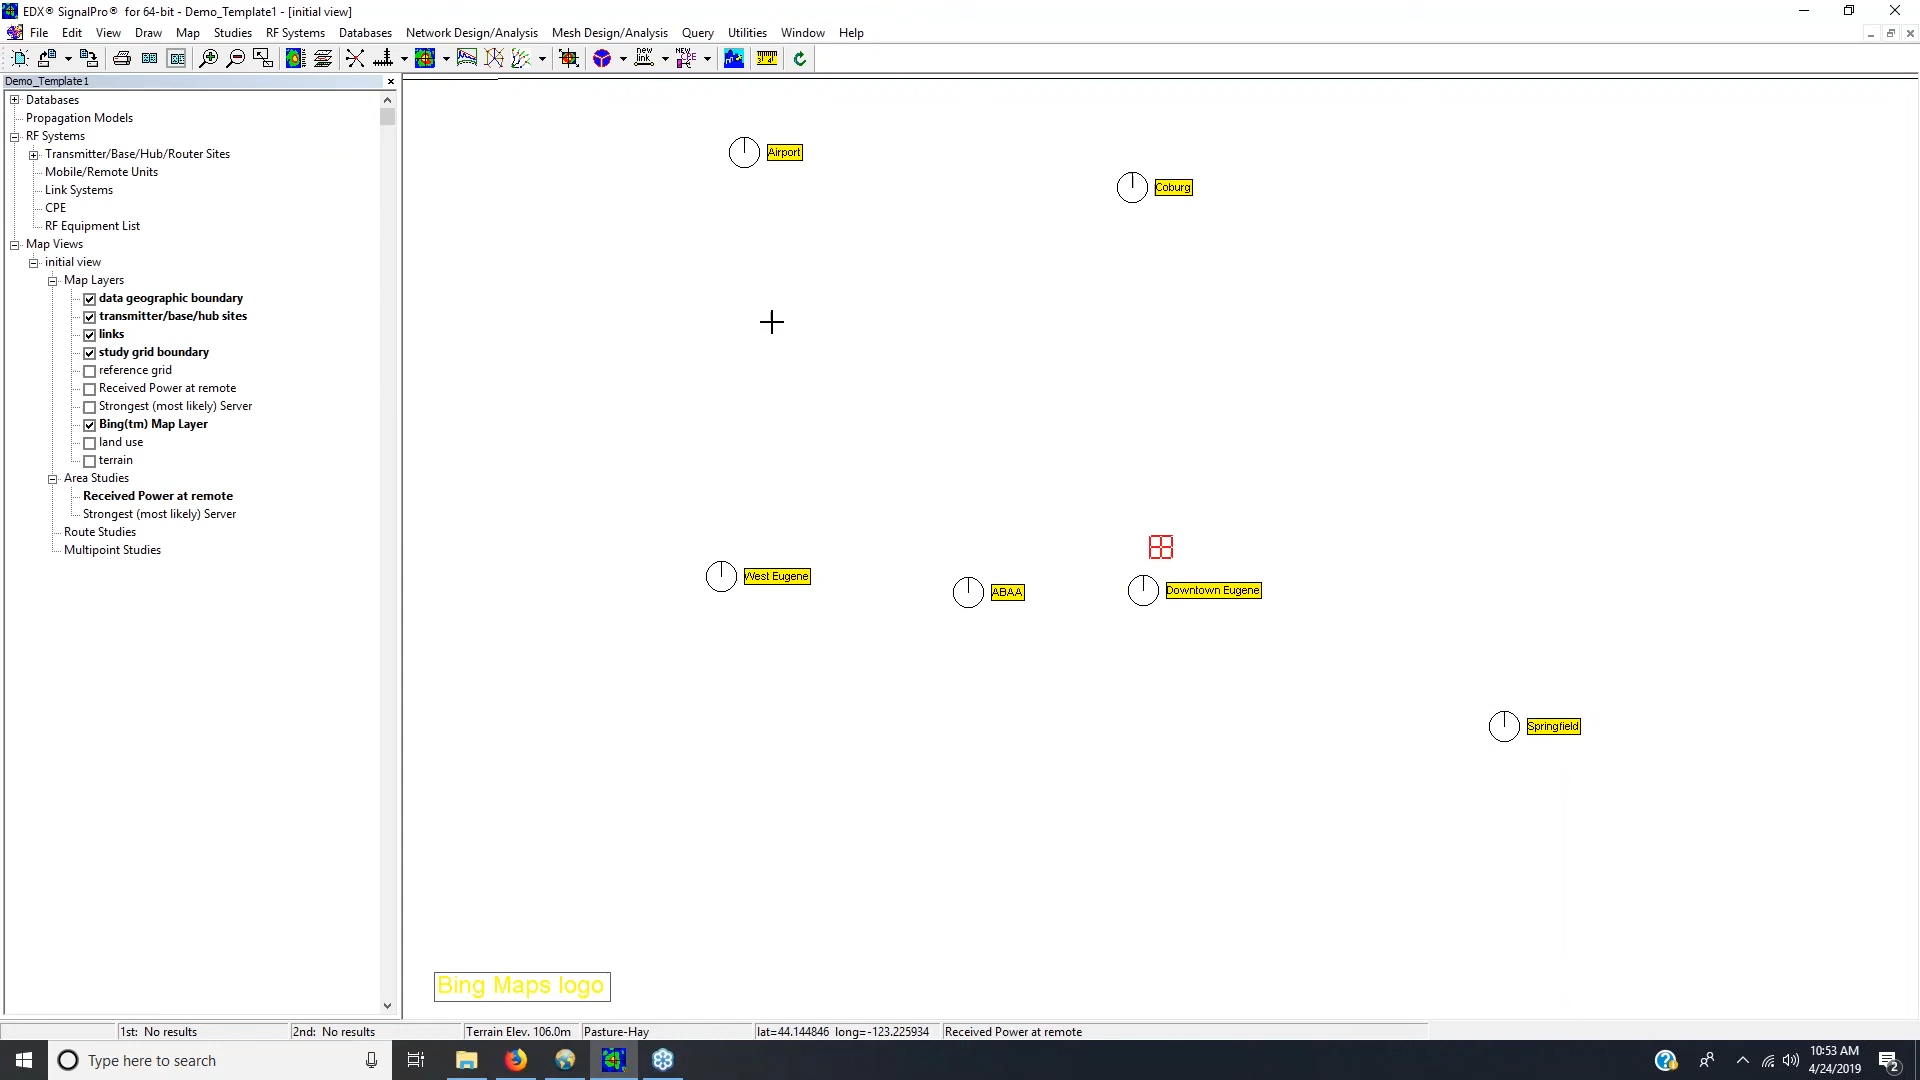 EDX® SignalPro® for 64-bit - Demo_Template1 - [initial view]
File Edit View Draw Map Studies RF Systems Databases Network Design/Analysis Mesh Design/Analysis Query Utilities Window Help
new link
NEW CPE
Demo_Template1
Databases
Propagation Models
RF Systems
Transmitter/Base/Hub/Router Sites
Mobile/Remote Units
Link Systems
CPE
RF Equipment List
Map Views
initial view
Map Layers
data geographic boundary
transmitter/base/hub sites
links
study grid boundary
reference grid
Received Power at remote
Strongest (most likely) Server
Bing(tm) Map Layer
land use
terrain
Area Studies
Received Power at remote
Strongest (most likely) Server
Route Studies
Multipoint Studies
Airport
Coburg
West Eugene
ABAA
Downtown Eugene
Springfield
Bing Maps logo
1st: No results 2nd: No results Terrain Elev. 106.0m Pasture-Hay lat=44.144846 long=-123.225934 Received Power at remote
Type here to search
10:53 AM
4/24/2019
2